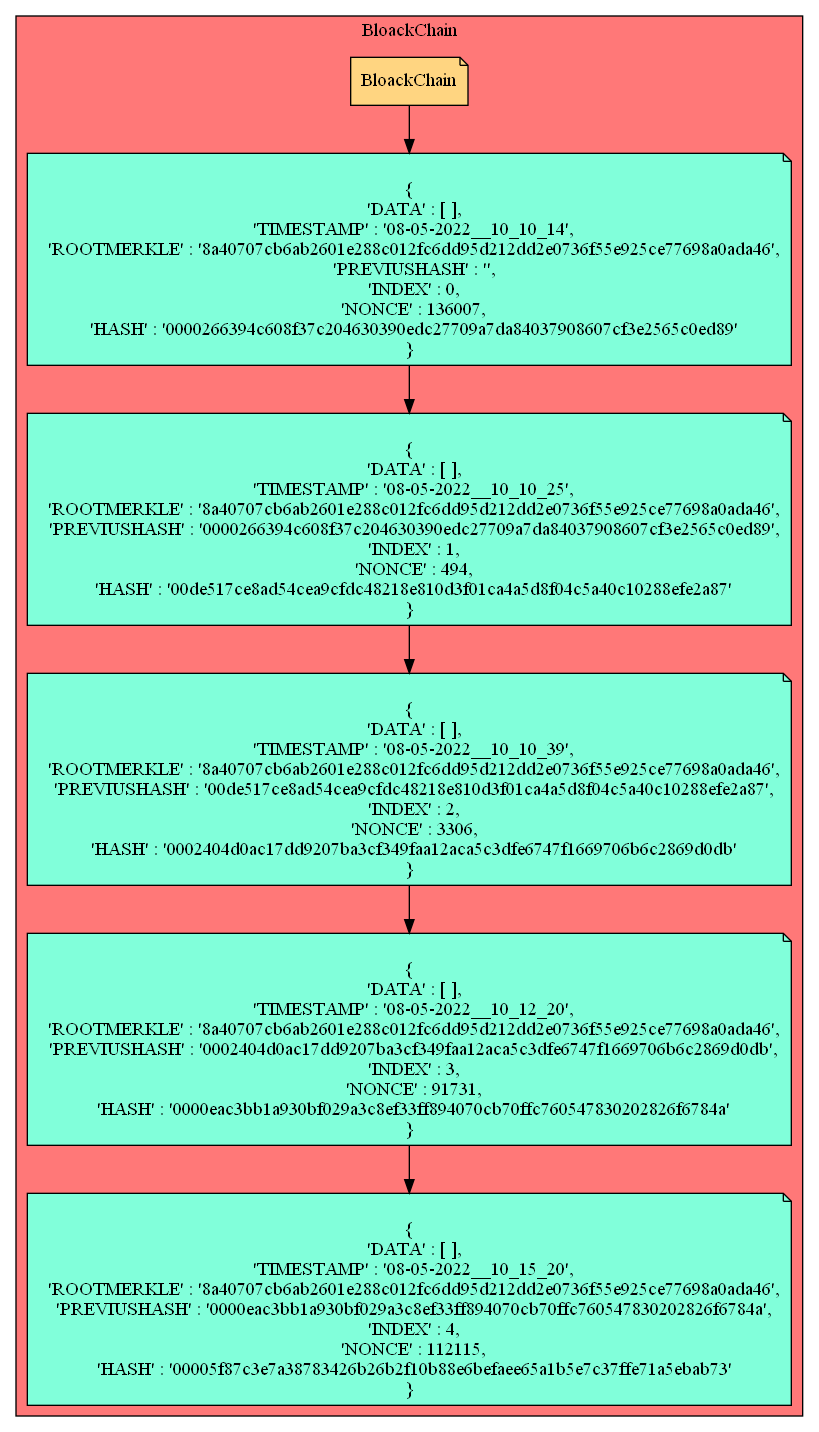 BloackChain
BloackChain
{
'DATA' : [ ],
'TIMESTAMP' : '08-05-2022__10_10_14',
'ROOTMERKLE' : '8a40707cb6ab2601e288c012fc6dd95d212dd2e0736f55e925ce77698a0ada46',
'PREVIUSHASH' : '',
'INDEX' : 0,
'NONCE' : 136007,
'HASH' : '0000266394c608f37c204630390edc27709a7da84037908607cf3e2565c0ed89'
}
{
'DATA' : [ ],
'TIMESTAMP' : '08-05-2022__10_10_25',
'ROOTMERKLE' : '8a40707cb6ab2601e288c012fc6dd95d212dd2e0736f55e925ce77698a0ada46',
'PREVIUSHASH' : '0000266394c608f37c204630390edc27709a7da84037908607cf3e2565c0ed89',
'INDEX' : 1,
'NONCE' : 494,
'HASH' : '00de517ce8ad54cea9cfdc48218e810d3f01ca4a5d8f04c5a40c10288efe2a87'
}
{
'DATA' : [ ],
'TIMESTAMP' : '08-05-2022__10_10_39',
'ROOTMERKLE' : '8a40707cb6ab2601e288c012fc6dd95d212dd2e0736f55e925ce77698a0ada46',
'PREVIUSHASH' : '00de517ce8ad54cea9cfdc48218e810d3f01ca4a5d8f04c5a40c10288efe2a87',
'INDEX' : 2,
'NONCE' : 3306,
'HASH' : '0002404d0ac17dd9207ba3cf349faa12aca5c3dfe6747f1669706b6c2869d0db'
}
{
'DATA' : [ ],
'TIMESTAMP' : '08-05-2022__10_12_20',
'ROOTMERKLE' : '8a40707cb6ab2601e288c012fc6dd95d212dd2e0736f55e925ce77698a0ada46',
'PREVIUSHASH' : '0002404d0ac17dd9207ba3cf349faa12aca5c3dfe6747f1669706b6c2869d0db',
'INDEX' : 3,
'NONCE' : 91731,
'HASH' : '0000eac3bb1a930bf029a3c8ef33ff894070cb70ffc760547830202826f6784a'
}
{
'DATA' : [ ],
'TIMESTAMP' : '08-05-2022__10_15_20',
'ROOTMERKLE' : '8a40707cb6ab2601e288c012fc6dd95d212dd2e0736f55e925ce77698a0ada46',
'PREVIUSHASH' : '0000eac3bb1a930bf029a3c8ef33ff894070cb70ffc760547830202826f6784a',
'INDEX' : 4,
'NONCE' : 112115,
'HASH' : '00005f87c3e7a38783426b26b2f10b88e6befaee65a1b5e7c37ffe71a5ebab73'
}